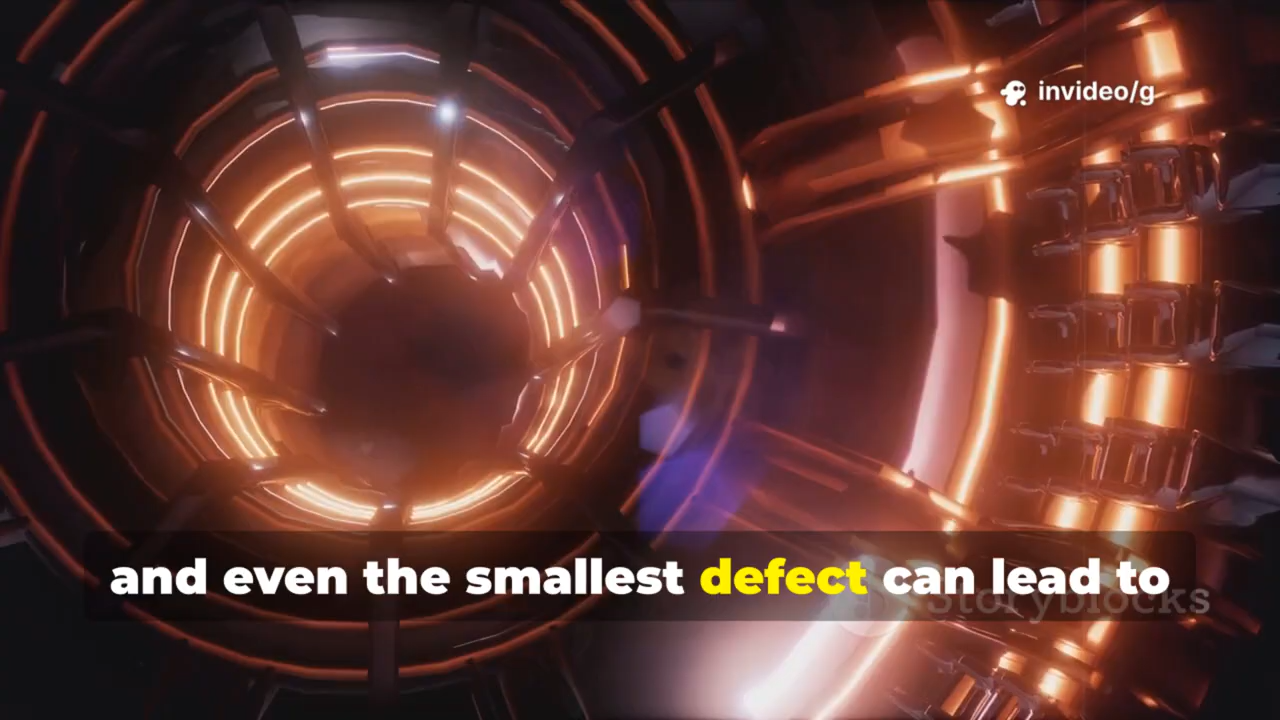 invideo/g
and even the smallest defect can lead to
Storyblocks